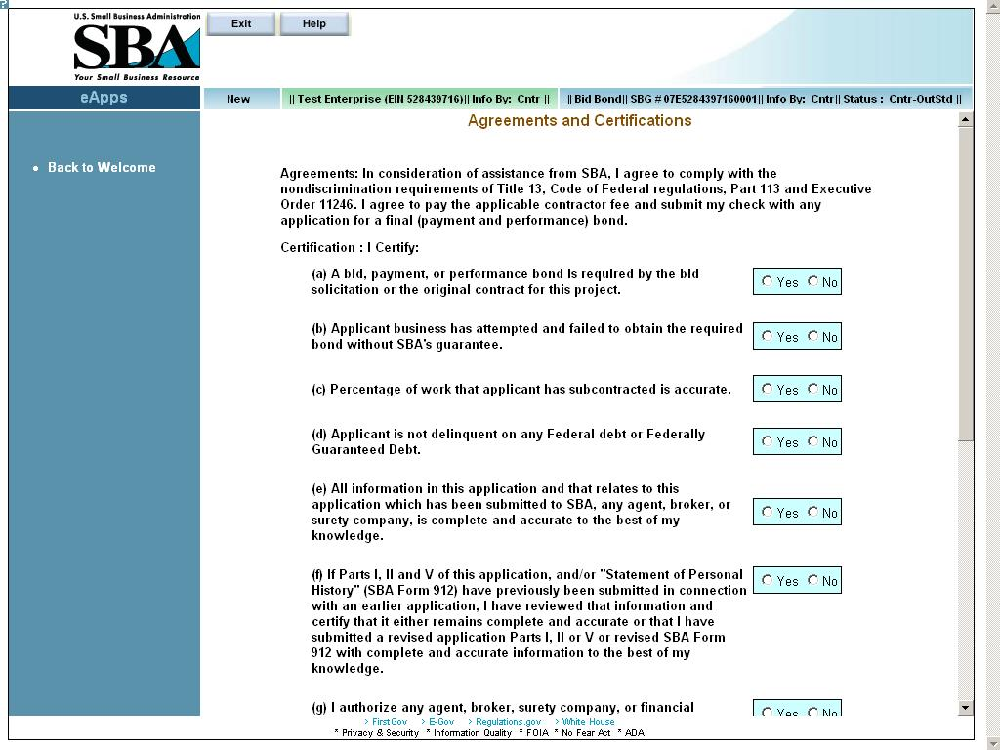 U.S. Small Business Administration
SBA
Your Small Business Resource
Exit
Help
eApps
New
|| Test Enterprise (EIN 528439716)|| Info By: Cntr ||
|| Bid Bond|| SBG # 07E5284397160001|| Info By: Cntr|| Status : Cntr-OutStd ||
Back to Welcome
Agreements and Certifications
Agreements: In consideration of assistance from SBA, I agree to comply with the
nondiscrimination requirements of Title 13, Code of Federal regulations, Part 113 and Executive
Order 11246. I agree to pay the applicable contractor fee and submit my check with any
application for a final (payment and performance) bond.
Certification : I Certify:
(a) A bid, payment, or performance bond is required by the bid
solicitation or the original contract for this project.
Yes No
(b) Applicant business has attempted and failed to obtain the required
bond without SBA's guarantee.
Yes No
(c) Percentage of work that applicant has subcontracted is accurate.
Yes No
(d) Applicant is not delinquent on any Federal debt or Federally
Guaranteed Debt.
Yes No
(e) All information in this application and that relates to this
application which has been submitted to SBA, any agent, broker, or
surety company, is complete and accurate to the best of my
knowledge.
Yes No
(f) If Parts I, II and V of this application, and/or "Statement of Personal
History" (SBA Form 912) have previously been submitted in connection
with an earlier application, I have reviewed that information and
certify that it either remains complete and accurate or that I have
submitted a revised application Parts I, II or V or revised SBA Form
912 with complete and accurate information to the best of my
knowledge.
Yes No
(g) I authorize any agent, broker, surety company, or financial
Yes No
> FirstGov > E-Gov > Regulations.gov > White House
* Privacy & Security * Information Quality * FOIA * No Fear Act * ADA